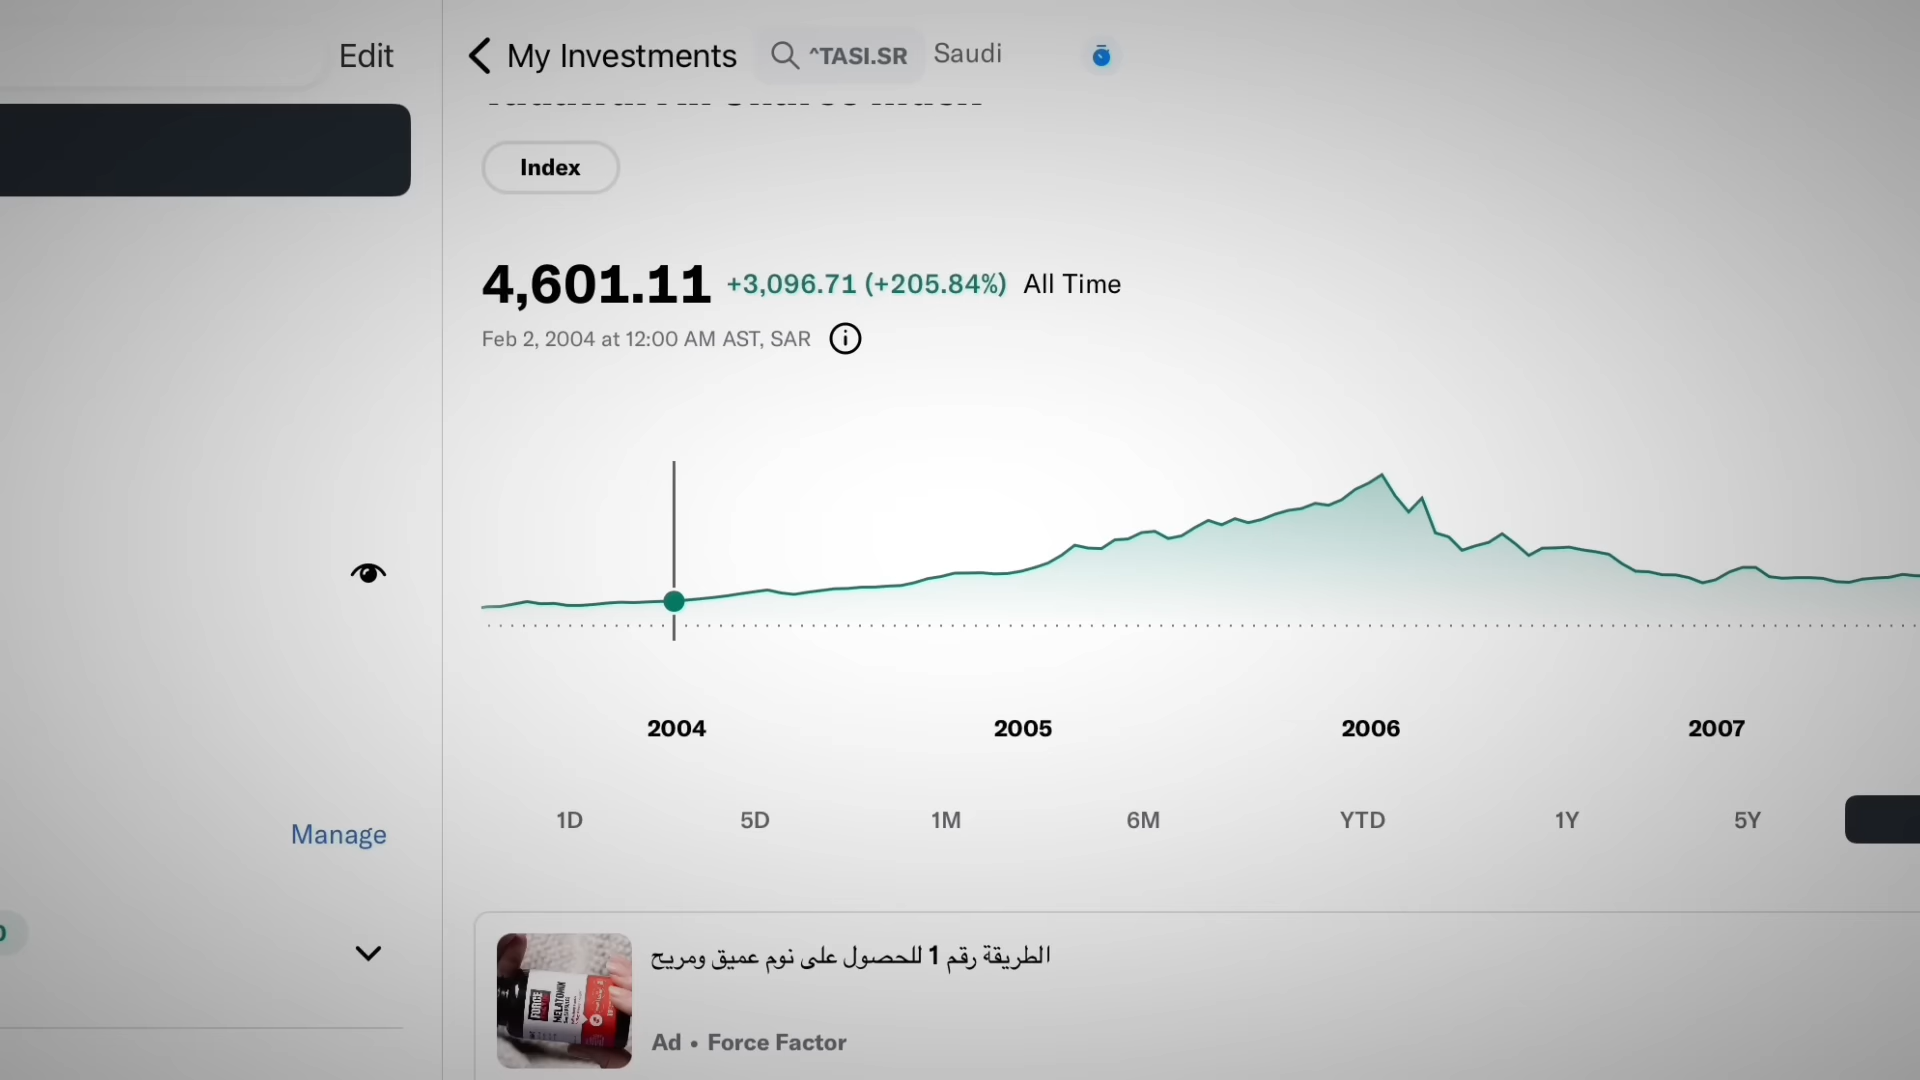 Edit
My Investments
^TASI.SR
Saudi
Index
4,601.11 +3,096.71 (+205.84%) All Time
Feb 2, 2004 at 12:00 AM AST, SAR
2004 2005 2006 2007
1D 5D 1M 6M YTD 1Y 5Y
Manage
الطريقة رقم 1 للحصول على نوم عميق ومريح
FORCE
MELATONIN
Ad • Force Factor